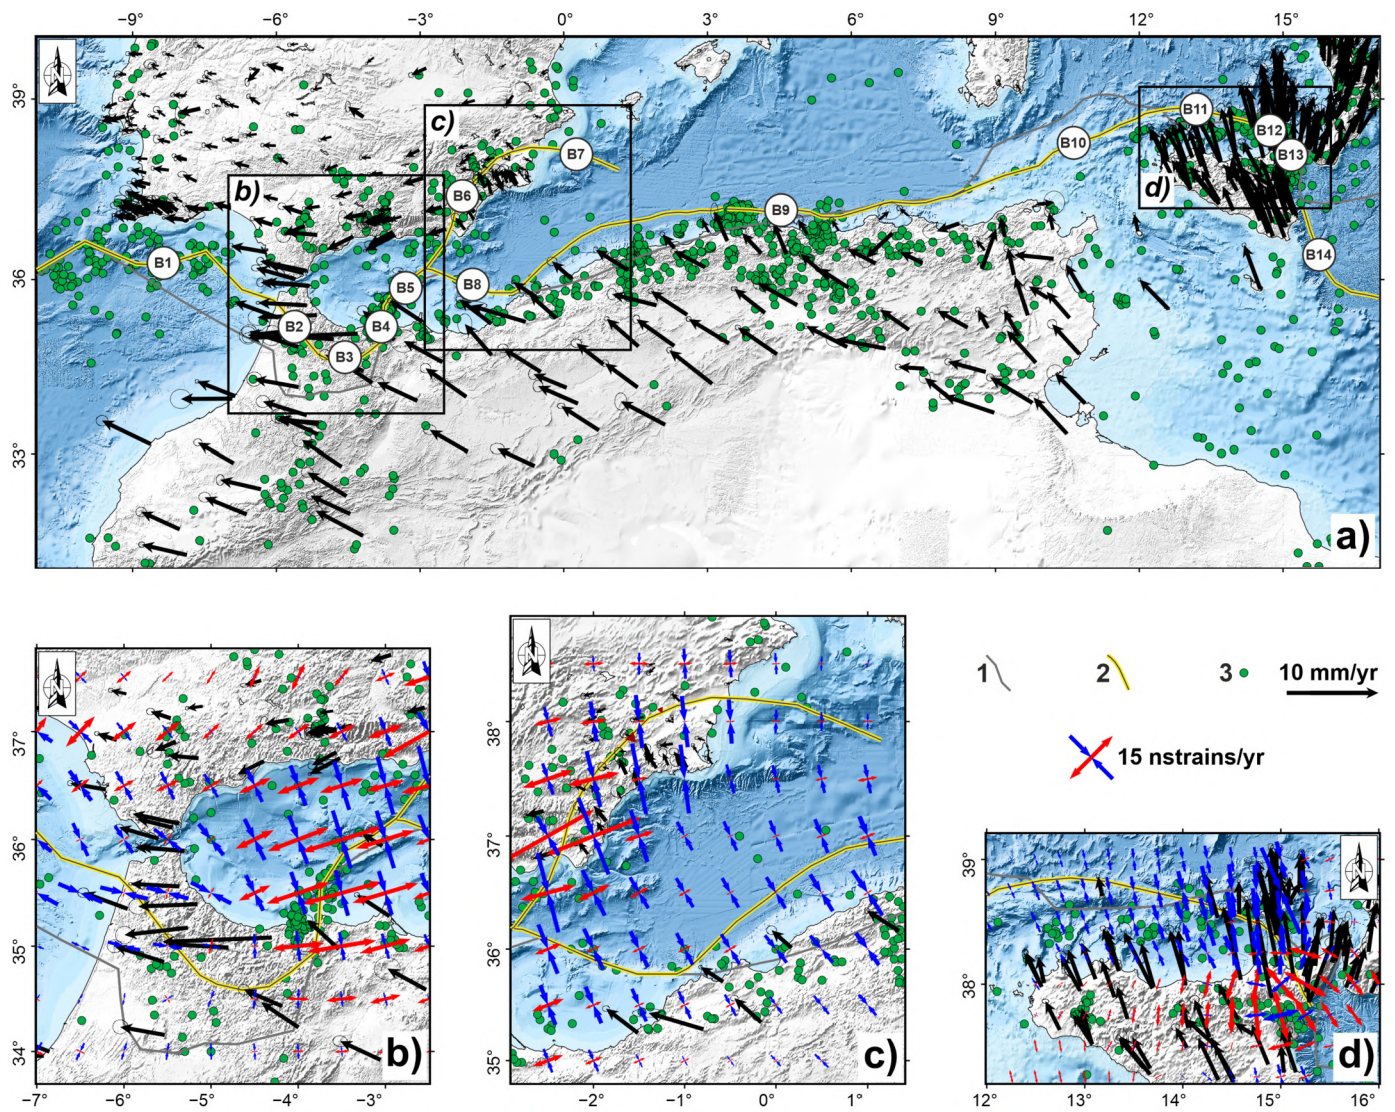 −9° −6° −3° 0° 3° 6° 9° 12° 15°
39°
36°
33°
B1
B2
B3
B4
B5
B6
B7
B8
B9
B10
B11
B12
B13
B14
b)
c)
d)
a)
37°
36°
35°
34°
−7° −6° −5° −4° −3°
b)
38°
37°
36°
35°
−2° −1° 0° 1°
c)
1
2
3
10 mm/yr
15 nstrains/yr
39°
38°
12° 13° 14° 15° 16°
d)